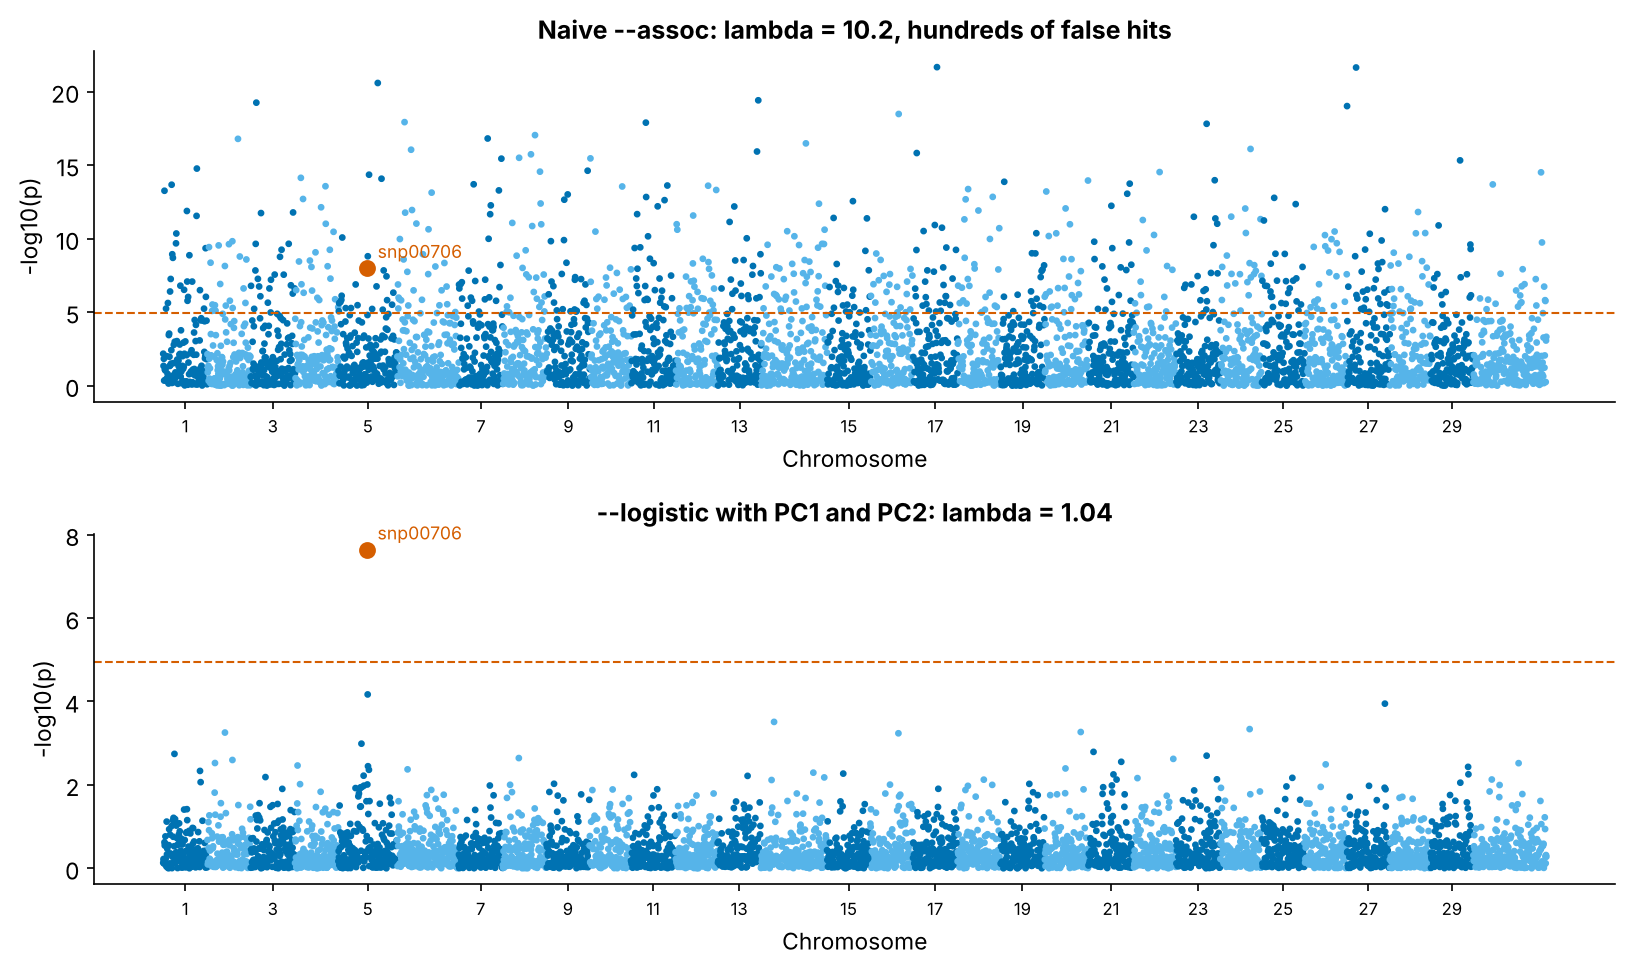 Naive --assoc: lambda = 10.2, hundreds of false hits
-log10(p)
20
15
10
5
0
snp00706
1 3 5 7 9 11 13 15 17 19 21 23 25 27 29
Chromosome
--logistic with PC1 and PC2: lambda = 1.04
-log10(p)
8
6
4
2
0
snp00706
1 3 5 7 9 11 13 15 17 19 21 23 25 27 29
Chromosome